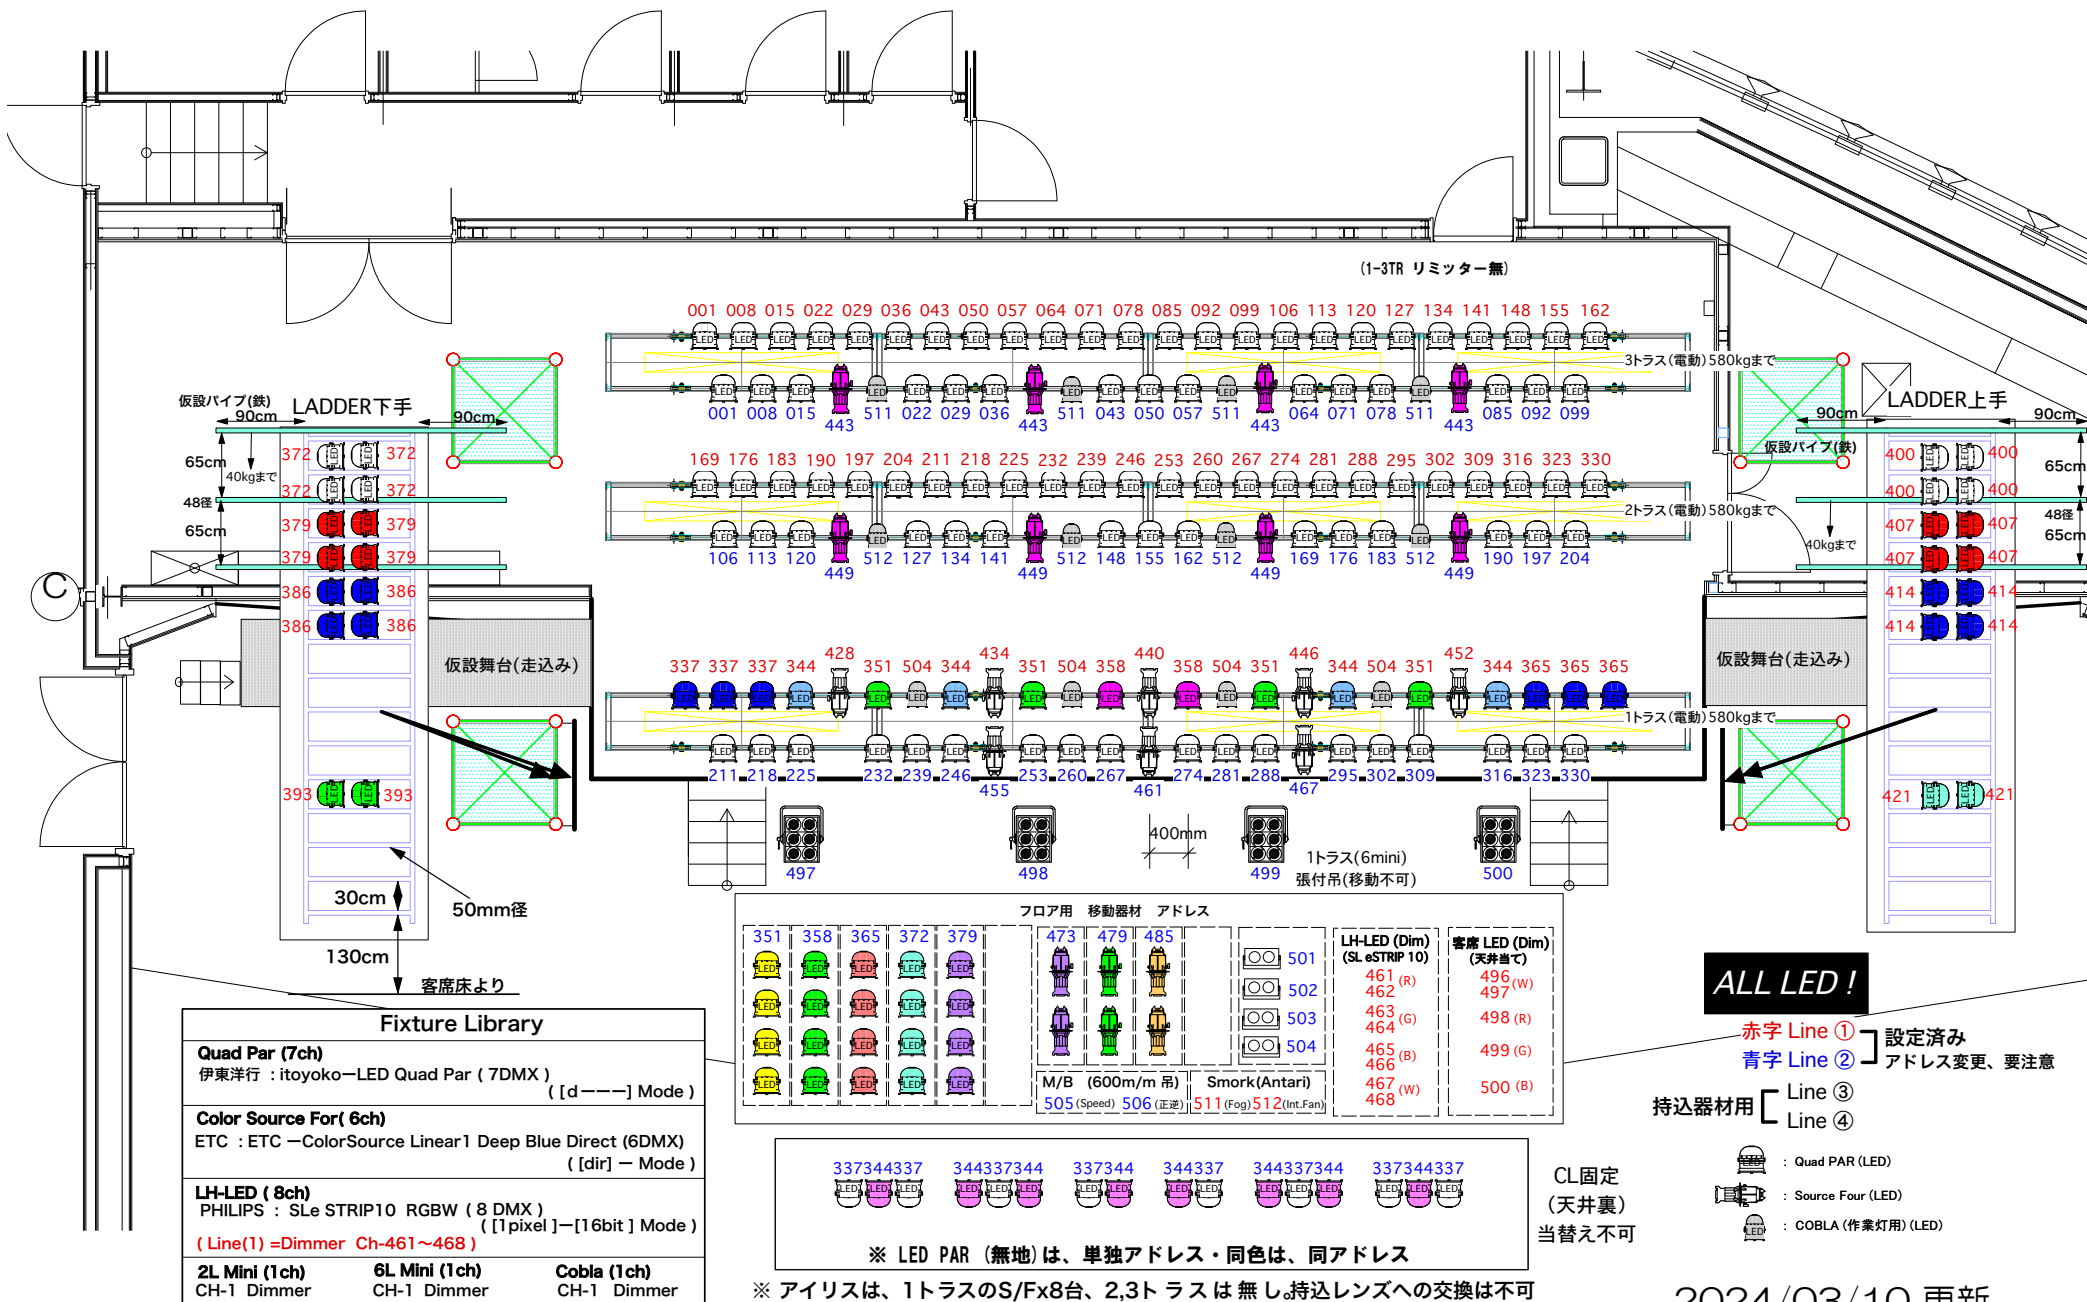 (1-3TR リミッター無)
001 008 015 022 029 036 043 050 057 064 071 078 085 092 099 106 113 120 127 134 141 148 155 162
3トラス(電動)580kgまで
001 008 015 443 511 022 029 036 443 511 043 050 057 511 443 064 071 078 511 443 085 092 099
仮設パイプ(鉄)
90cm LADDER下手 90cm
372 372
65cm
40kgまで
372 372
48径
379 379
65cm
379 379
386 386
386 386
C
仮設舞台(走込み)
393 393
30cm
50mm径
130cm
客席床より
169 176 183 190 197 204 211 218 225 232 239 246 253 260 267 274 281 288 295 302 309 316 323 330
2トラス(電動)580kgまで
106 113 120 449 512 127 134 141 449 512 148 155 162 512 449 169 176 183 512 449 190 197 204
90cm LADDER上手 90cm
仮設パイプ(鉄)
400 400
65cm
400 400
48径
407 407
65cm
40kgまで
407 407
414 414
414 414
仮設舞台(走込み)
421 421
337 337 337 344 428 351 504 344 434 351 504 358 440 358 504 351 446 344 504 351 452 344 365 365 365
1トラス(電動)580kgまで
211 218 225 232 239 246 455 253 260 267 461 274 281 288 467 295 302 309 316 323 330
400mm
497 498 499 500
1トラス(6mini)
張付吊(移動不可)
フロア用 移動器材 アドレス
351 358 365 372 379 473 479 485
501
502
503
504
M/B (600m/m 吊)
505(Speed) 506(正逆)
Smork(Antari)
511(Fog)512(Int.Fan)
LH-LED (Dim)
(SL eSTRIP 10)
461 (R)
462
463 (G)
464
465 (B)
466
467 (W)
468
客席 LED (Dim)
(天井当て)
496 (W)
497
498 (R)
499 (G)
500 (B)
ALL LED !
赤字 Line ①
青字 Line ②
設定済み
アドレス変更、要注意
持込器材用
Line ③
Line ④
: Quad PAR (LED)
: Source Four (LED)
: COBLA (作業灯用) (LED)
Fixture Library
Quad Par (7ch)
伊東洋行 : itoyoko—LED Quad Par ( 7DMX )
( [d———] Mode )
Color Source For( 6ch)
ETC : ETC —ColorSource Linear1 Deep Blue Direct (6DMX)
( [dir] — Mode )
LH-LED ( 8ch)
PHILIPS : SLe STRIP10 RGBW ( 8 DMX )
( [1pixel ]—[16bit ] Mode )
( Line(1) =Dimmer Ch-461〜468 )
2L Mini (1ch) 6L Mini (1ch) Cobla (1ch)
CH-1 Dimmer CH-1 Dimmer CH-1 Dimmer
337344337 344337344 337344 344337 344337344 337344337
CL固定
(天井裏)
当替え不可
※ LED PAR (無地)は、単独アドレス・同色は、同アドレス
※ アイリスは、1トラスのS/Fx8台、2,3トラスは無し。持込レンズへの交換は不可
2024/03/10 更新